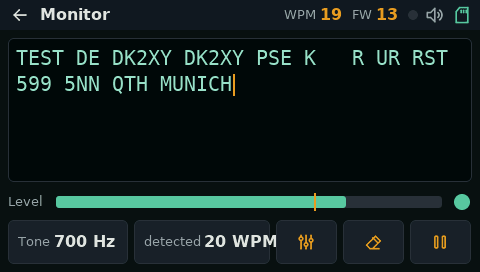 Monitor WPM 19 FW 13
TEST DE DK2XY DK2XY PSE K   R UR RST
599 5NN QTH MUNICH
Level
Tone 700 Hz detected 20 WPM